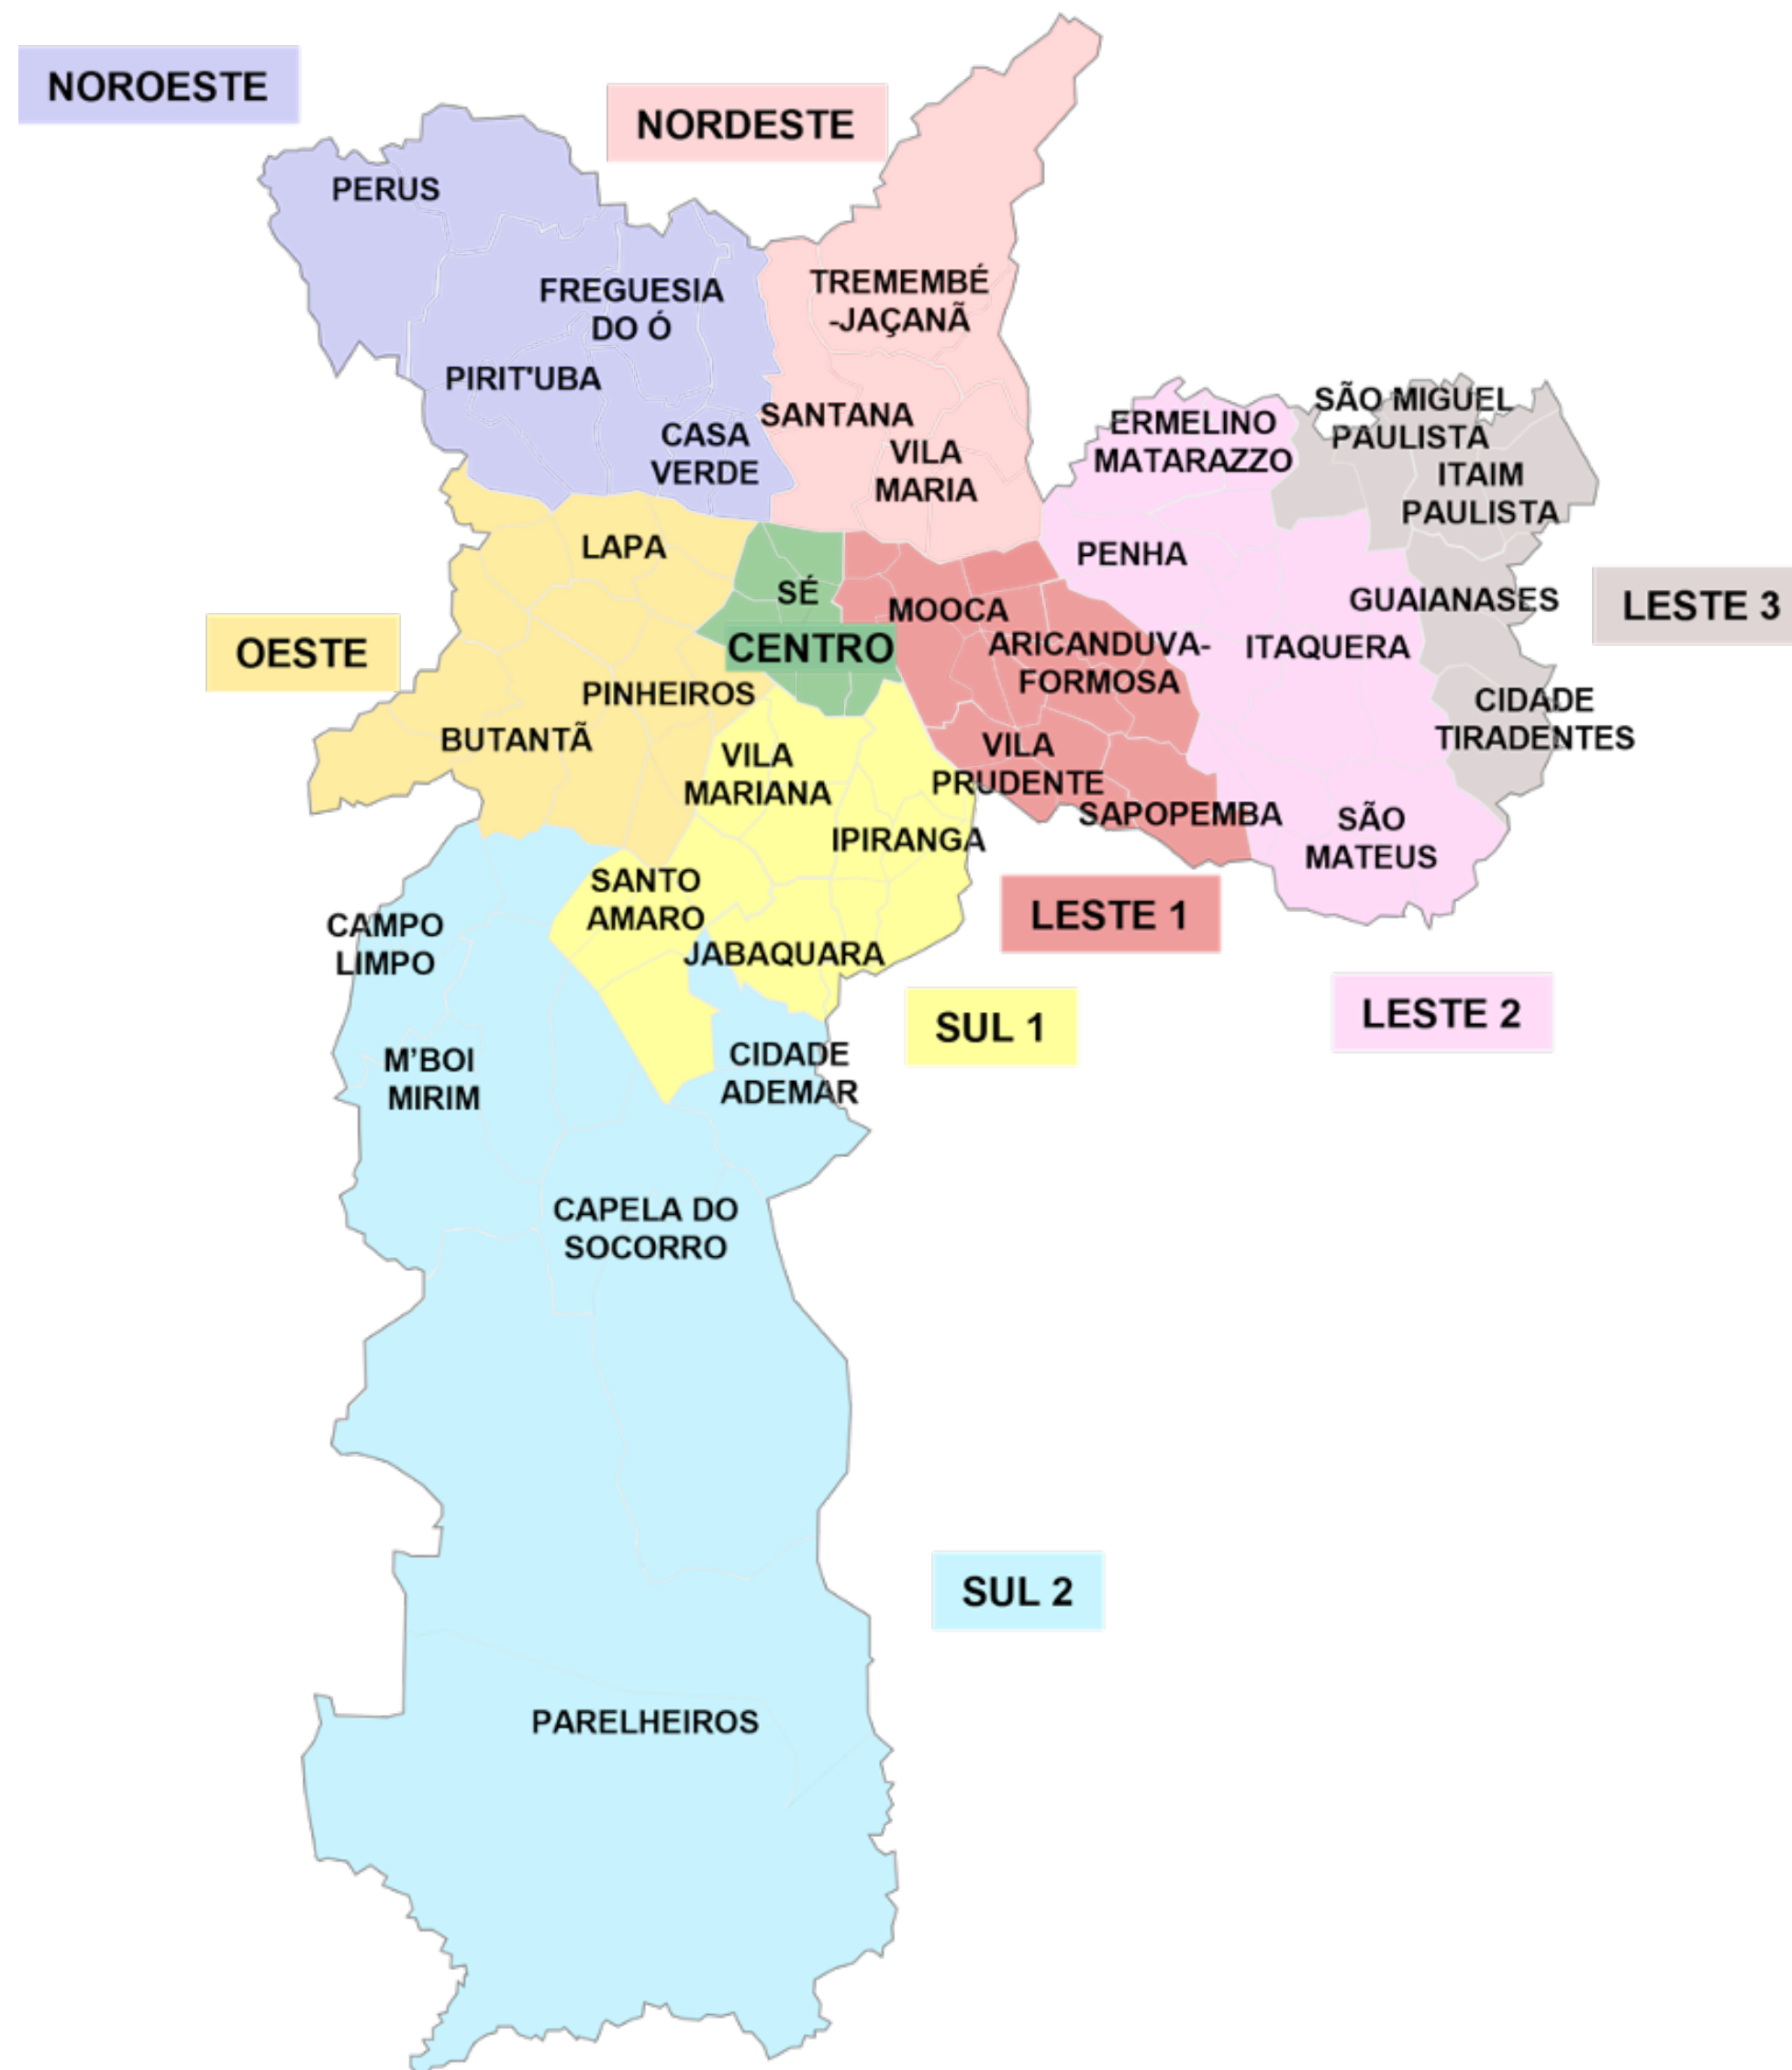 NOROESTE
NORDESTE
PERUS
FREGUESIA
DO Ó
PIRIT'UBA
CASA
VERDE
TREMEMBÉ
-JAÇANÃ
SANTANA
VILA
MARIA
ERMELINO
MATARAZZO
SÃO MIGUEL
PAULISTA
ITAIM
PAULISTA
LAPA
SÉ
CENTRO
MOOCA
ARICANDUVA-
FORMOSA
PENHA
GUAIANASES
LESTE 3
ITAQUERA
OESTE
PINHEIROS
BUTANTÃ
CIDADE
TIRADENTES
VILA
MARIANA
VILA
PRUDENTE
SAPOPEMBA
SÃO
MATEUS
IPIRANGA
SANTO
AMARO
JABAQUARA
LESTE 1
CAMPO
LIMPO
SUL 1
LESTE 2
M’BOI
MIRIM
CIDADE
ADEMAR
CAPELA DO
SOCORRO
SUL 2
PARELHEIROS